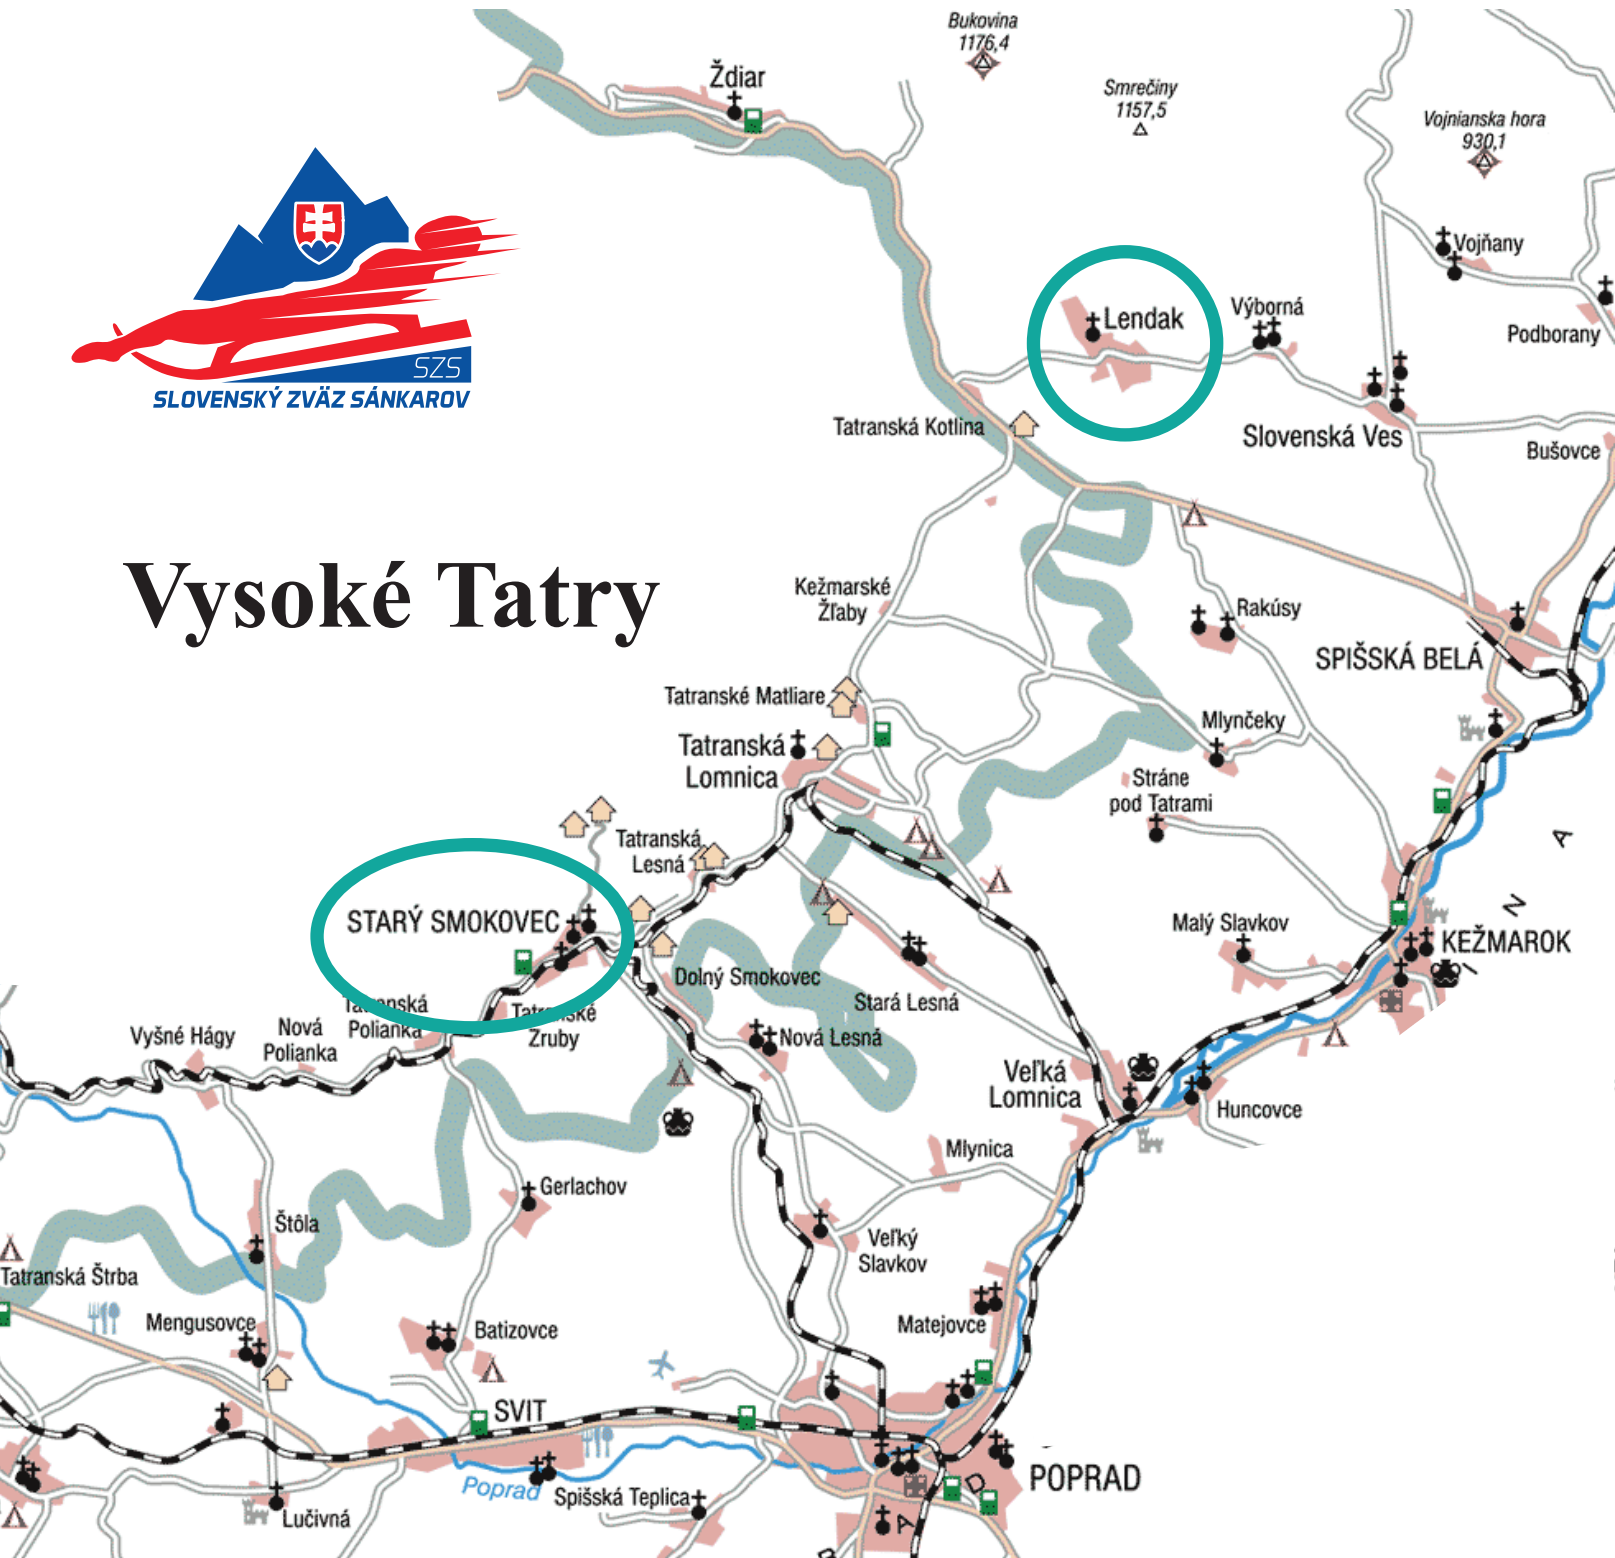 Bukovina
1176,4
Ždiar
Smrečiny
1157,5
Vojnianska hora
930,1
Vojňany
Lendak
Výborná
Podborany
SZS
SLOVENSKÝ ZVÄZ SÁNKAROV
Tatranská Kotlina
Slovenská Ves
Bušovce
Vysoké Tatry
Kežmarské
Žľaby
Rakúsy
SPIŠSKÁ BELÁ
Tatranské Matliare
Mlynčeky
Tatranská
Lomnica
Stráne
pod Tatrami
Tatranská
Lesná
STARÝ SMOKOVEC
Malý Slavkov
KEŽMAROK
Dolný Smokovec
Stará Lesná
Tatranská
Polianka
Tatranské
Zruby
Nová
Polianka
Vyšné Hágy
Nová Lesná
Veľká
Lomnica
Huncovce
Mlynica
Gerlachov
Štôla
Veľký
Slavkov
Tatranská Štrba
Mengusovce
Batizovce
Matejovce
SVIT
POPRAD
Poprad
Spišská Teplica
Lučivná
A
N
I
D
A